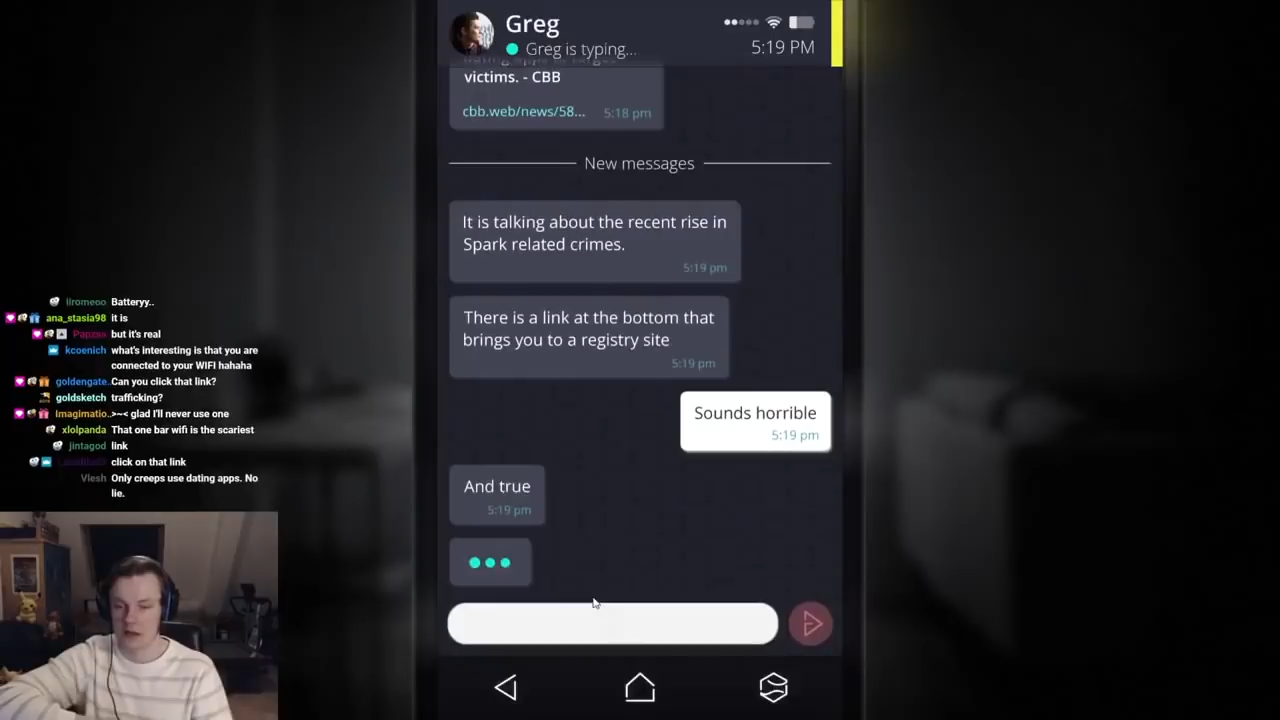 Greg
Greg is typing...
5:19 PM
victims. - CBB
cbb.web/news/58...
5:18 pm
New messages
It is talking about the recent rise in
Spark related crimes.
5:19 pm
There is a link at the bottom that
brings you to a registry site
5:19 pm
Sounds horrible
5:19 pm
And true
5:19 pm
iiromeoo Batteryy..
ana_stasia98 it is
Papzas but it's real
kcoenich what's interesting is that you are
connected to your WIFI hahaha
goldengate.. Can you click that link?
goldsketch trafficking?
Imaginatio.. >~< glad I'll never use one
xlolpanda That one bar wifi is the scariest
jintagod link
click on that link
Vlesh Only creeps use dating apps. No
lie.